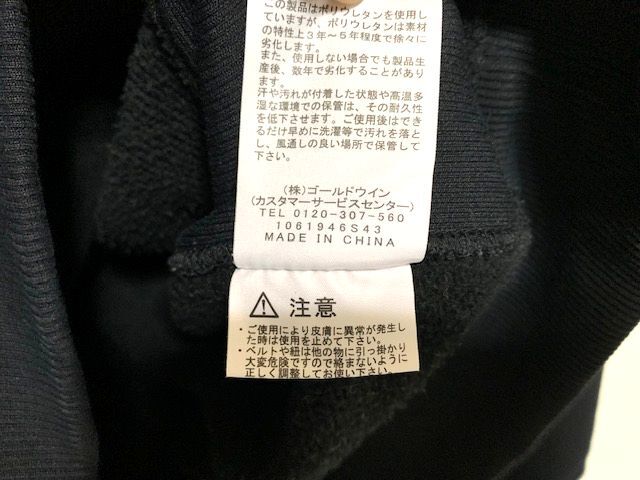 この製品はポリウレタンを使用し
ていますが、ポリウレタンは素材
の特性上3年～5年程度で徐々に
劣化します。
また、使用しない場合でも製品生
産後、数年で劣化することがあり
ます。
汗や汚れが付着した状態や高温多
湿な環境での保管は、その耐久性
を低下させます。ご使用後はでき
るだけ早めに洗濯等で汚れを落と
し、風通しの良い場所で保管して
下さい。
(株)ゴールドウイン
(カスタマーサービスセンター)
TEL 0120-307-560
1061946S43
MADE IN CHINA
⚠ 注意
・ご使用により皮膚に異常が発生し
た時は使用を止めて下さい。
・ベルトや紐は他の物に引っ掛かり
大変危険ですので絡まないように
正しく調整してお使い下さい。